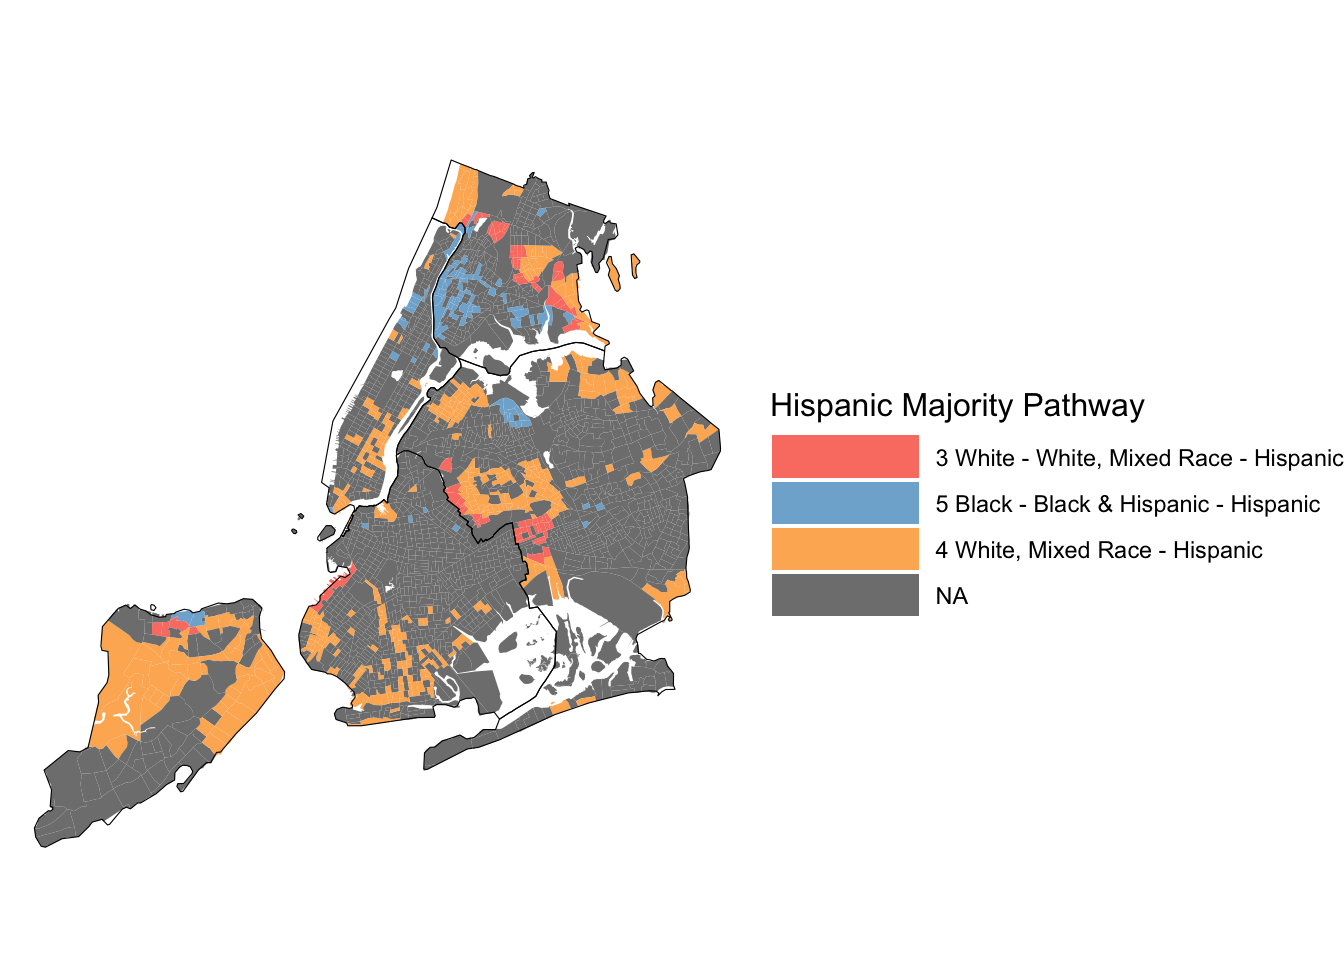 Hispanic Majority Pathway
3 White - White, Mixed Race - Hispanic
5 Black - Black & Hispanic - Hispanic
4 White, Mixed Race - Hispanic
NA